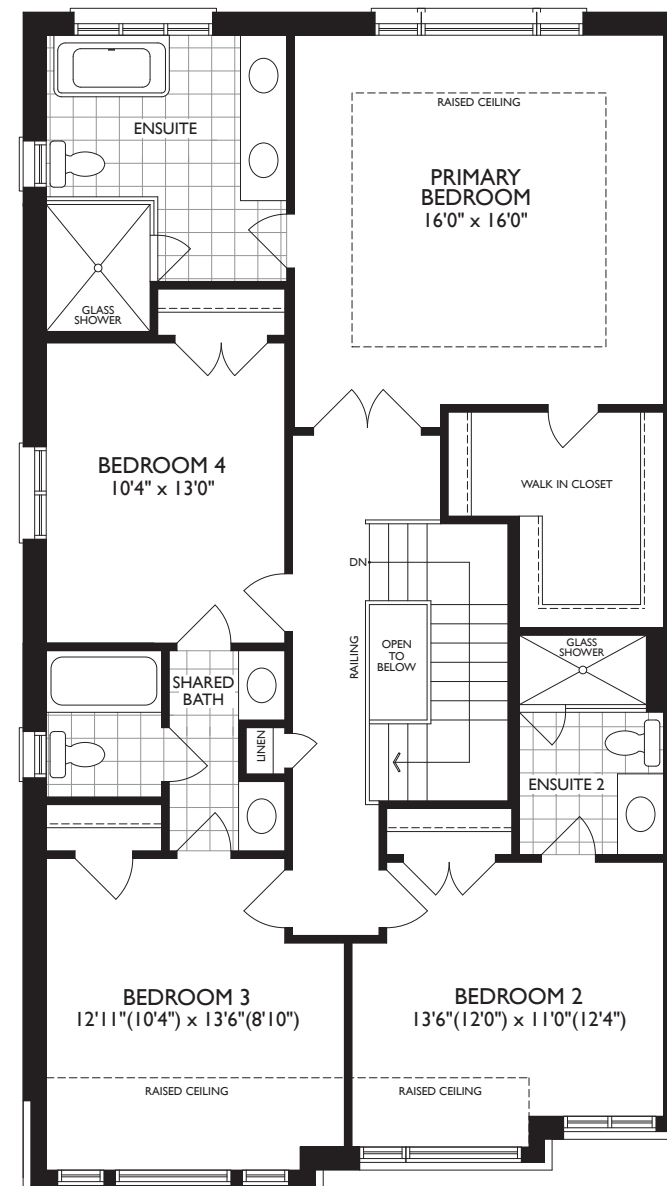 RAISED CEILING
ENSUITE
PRIMARY
BEDROOM
16'0" x 16'0"
GLASS
SHOWER
BEDROOM 4
10'4" x 13'0"
WALK IN CLOSET
DN
RAILING
OPEN
TO
BELOW
GLASS
SHOWER
SHARED
BATH
LINEN
ENSUITE 2
BEDROOM 3
12'11"(10'4") x 13'6"(8'10")
BEDROOM 2
13'6"(12'0") x 11'0"(12'4")
RAISED CEILING
RAISED CEILING